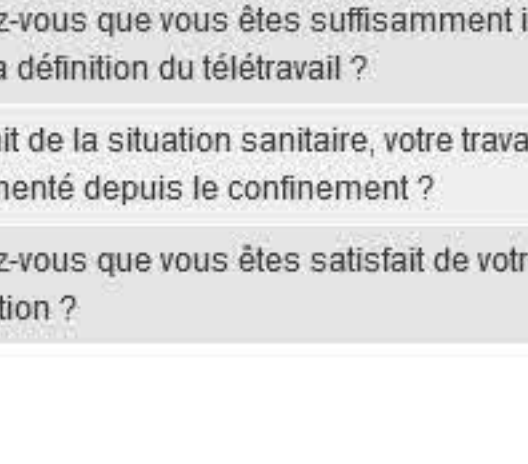 z-vous que vous êtes suffisamment i
a définition du télétravail ?
it de la situation sanitaire, votre trava
menté depuis le confinement ?
z-vous que vous êtes satisfait de votr
tion ?